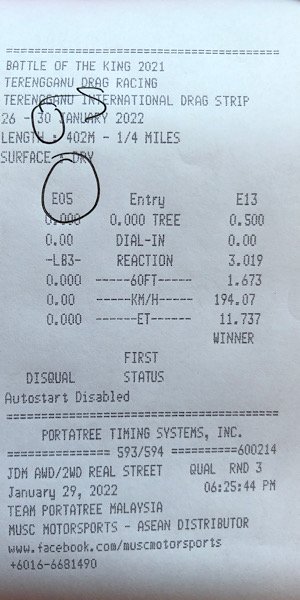 BATTLE OF THE KING 2021
TERENGGANU DRAG RACING
TERENGGANU INTERNATIONAL DRAG STRIP
26 - 30 JANUARY 2022
LENGTH : 402M - 1/4 MILES
SURFACE : DRY
E05 Entry E13
0.000 0.000 TREE 0.500
0.00 DIAL-IN 0.00
-LB3- REACTION 3.019
0.000 -----60FT----- 1.673
0.00 -----KM/H----- 194.07
0.000 ------ET------ 11.737
WINNER
FIRST
DISQUAL STATUS
Autostart Disabled
PORTATREE TIMING SYSTEMS, INC.
================ 593/594 ==========600214
JDM AWD/2WD REAL STREET QUAL RND 3
January 29, 2022 06:25:44 PM
TEAM PORTATREE MALAYSIA
MUSC MOTORSPORTS - ASEAN DISTRIBUTOR
www.facebook.com/muscmotorsports
+6016-6681490